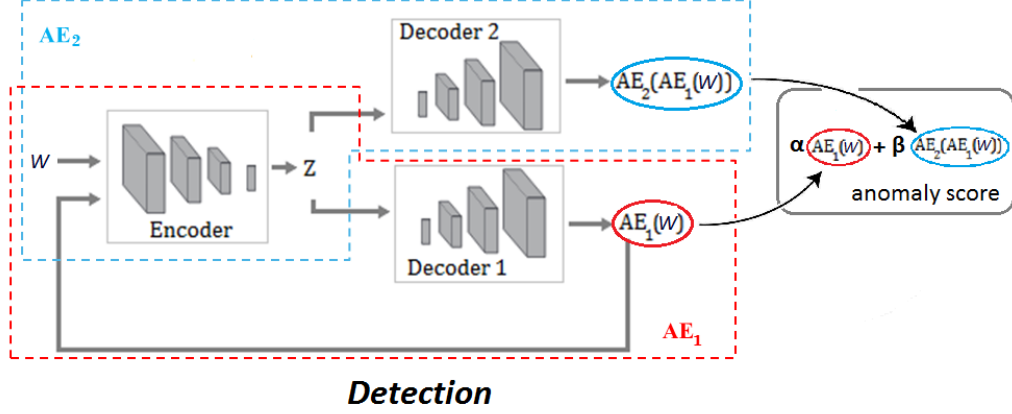 AE₂
Decoder 2
AE₂(AE₁(W))
W
Encoder
Z
α AE₁(W) + β AE₂(AE₁(W))
anomaly score
AE₁(W)
Decoder 1
AE₁
Detection